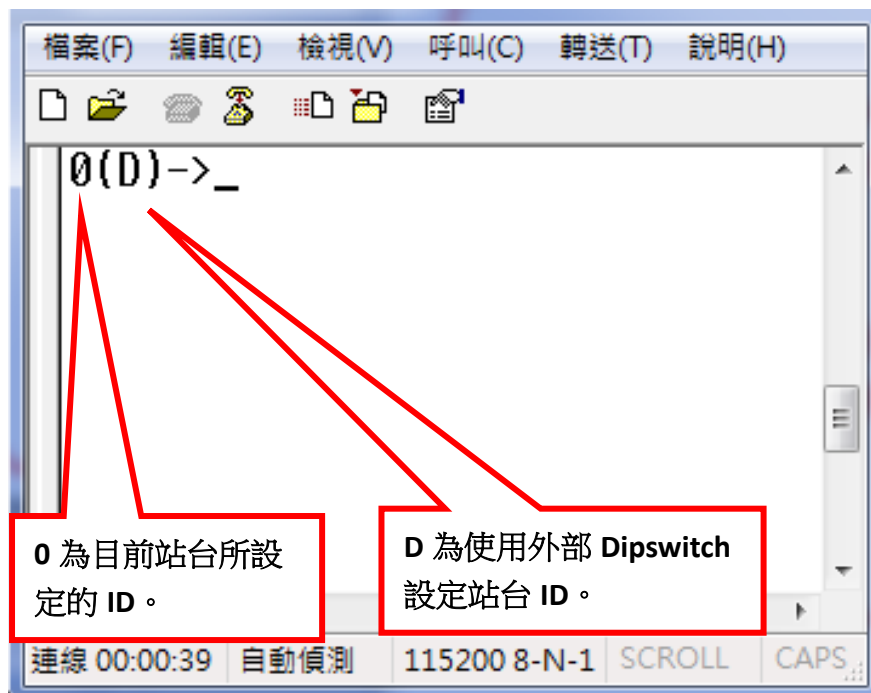 檔案(F) 編輯(E) 檢視(V) 呼叫(C) 轉送(T) 說明(H)
0(D)->_
0 為目前站台所設
定的 ID。
D 為使用外部 Dipswitch
設定站台 ID。
連線 00:00:39 自動偵測 115200 8-N-1 SCROLL CAPS